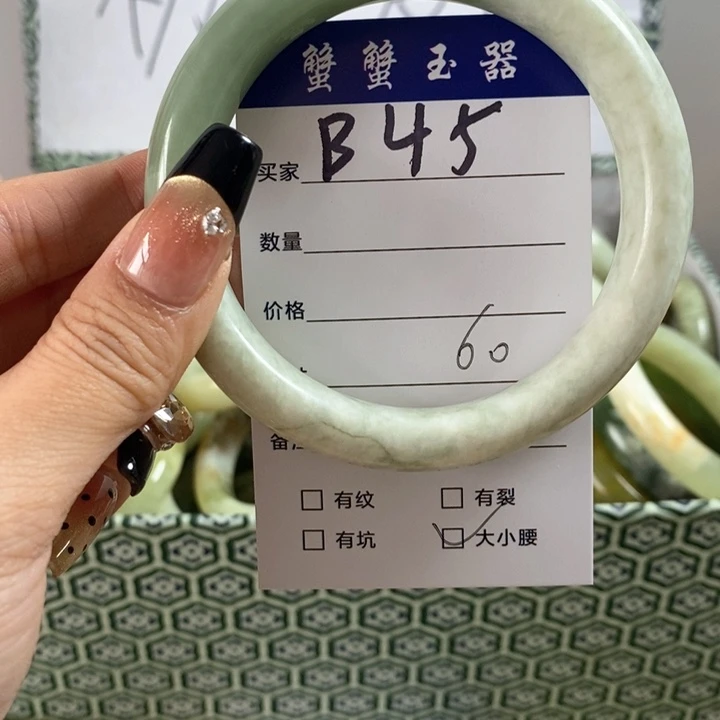 蟹蟹玉器
买家 B45
数量
价格
60
有纹 有裂
有坑 大小腰